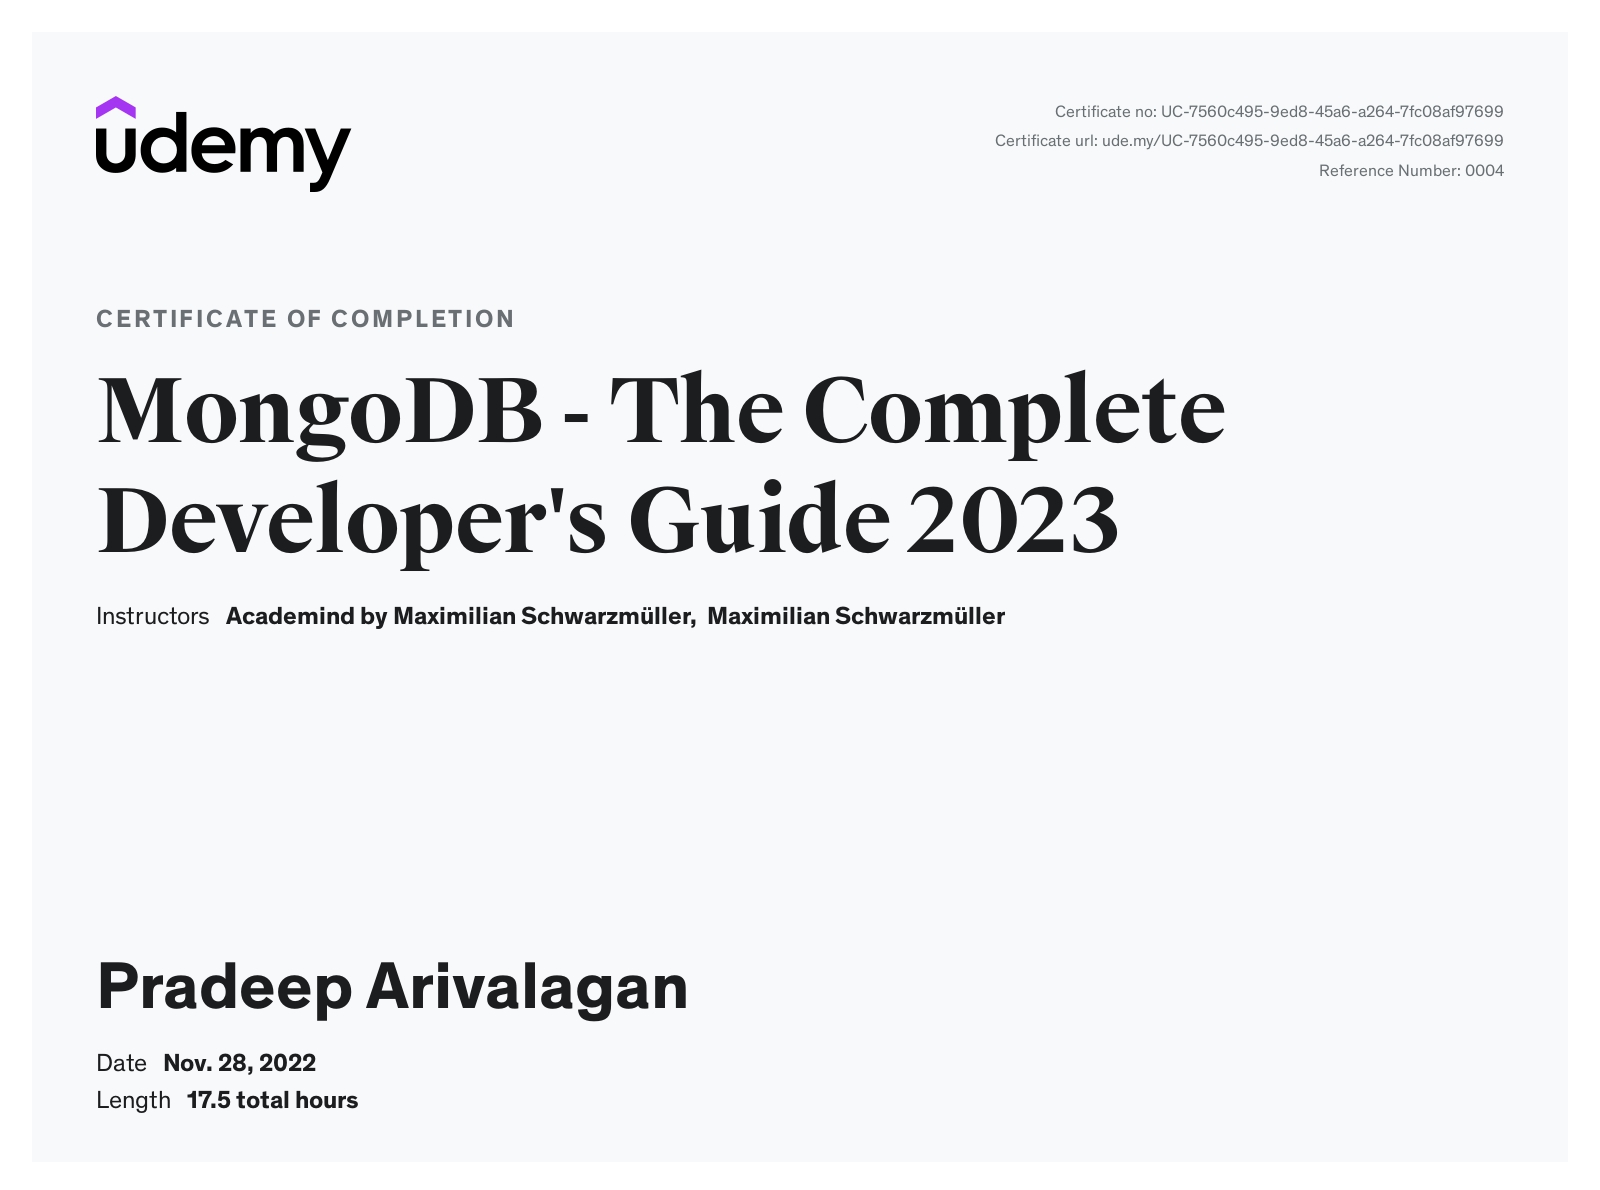 udemy
Certificate no: UC-7560c495-9ed8-45a6-a264-7fc08af97699
Certificate url: ude.my/UC-7560c495-9ed8-45a6-a264-7fc08af97699
Reference Number: 0004
CERTIFICATE OF COMPLETION
MongoDB - The Complete
Developer's Guide 2023
Instructors Academind by Maximilian Schwarzmüller, Maximilian Schwarzmüller
Pradeep Arivalagan
Date Nov. 28, 2022
Length 17.5 total hours